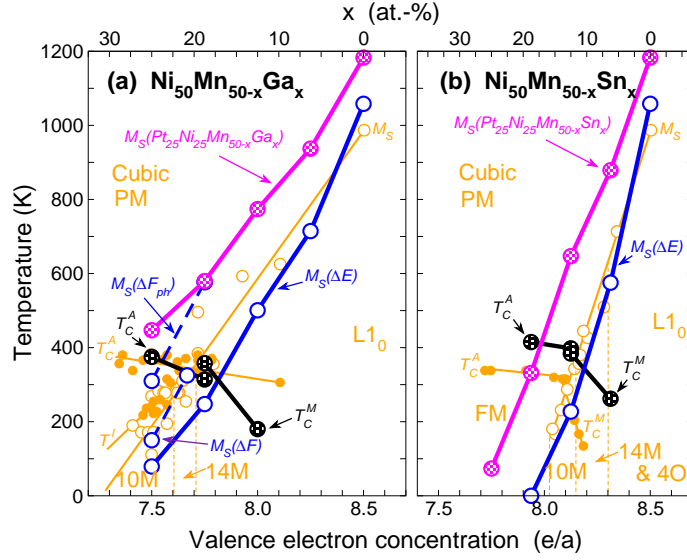 x (at.-%)
30 20 10 0 30 20 10 0
1200
1000
800
600
400
200
0
Temperature (K)
(a) Ni50Mn50-xGax
MS(Pt25Ni25Mn50-xGax)
MS
Cubic
PM
MS(ΔFph)
MS(ΔE)
TCA
TCA
L10
TCM
TI
MS(ΔF)
10M
14M
(b) Ni50Mn50-xSnx
MS(Pt25Ni25Mn50-xSnx)
MS
Cubic
PM
MS(ΔE)
TCA
L10
TCA
TCM
FM
TCM
10M
14M
& 4O
7.5 8.0 8.5 7.5 8.0 8.5
Valence electron concentration (e/a)